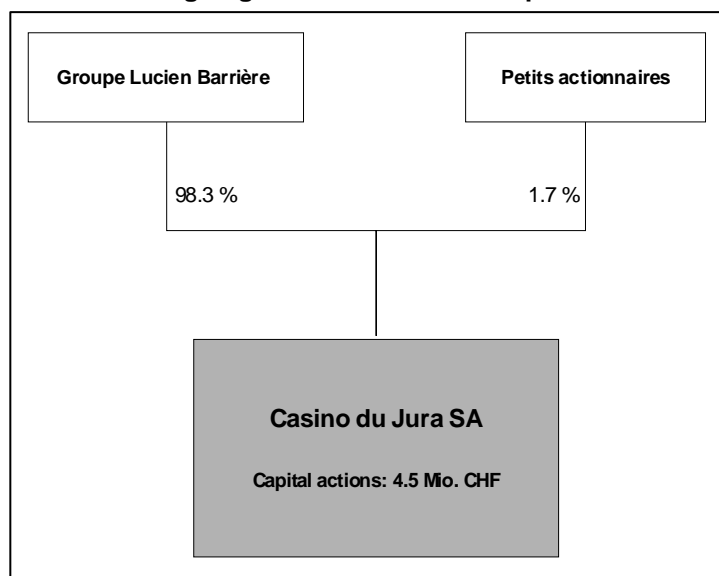 Groupe Lucien Barrière
Petits actionnaires
98.3 %
1.7 %
Casino du Jura SA
Capital actions: 4.5 Mio. CHF